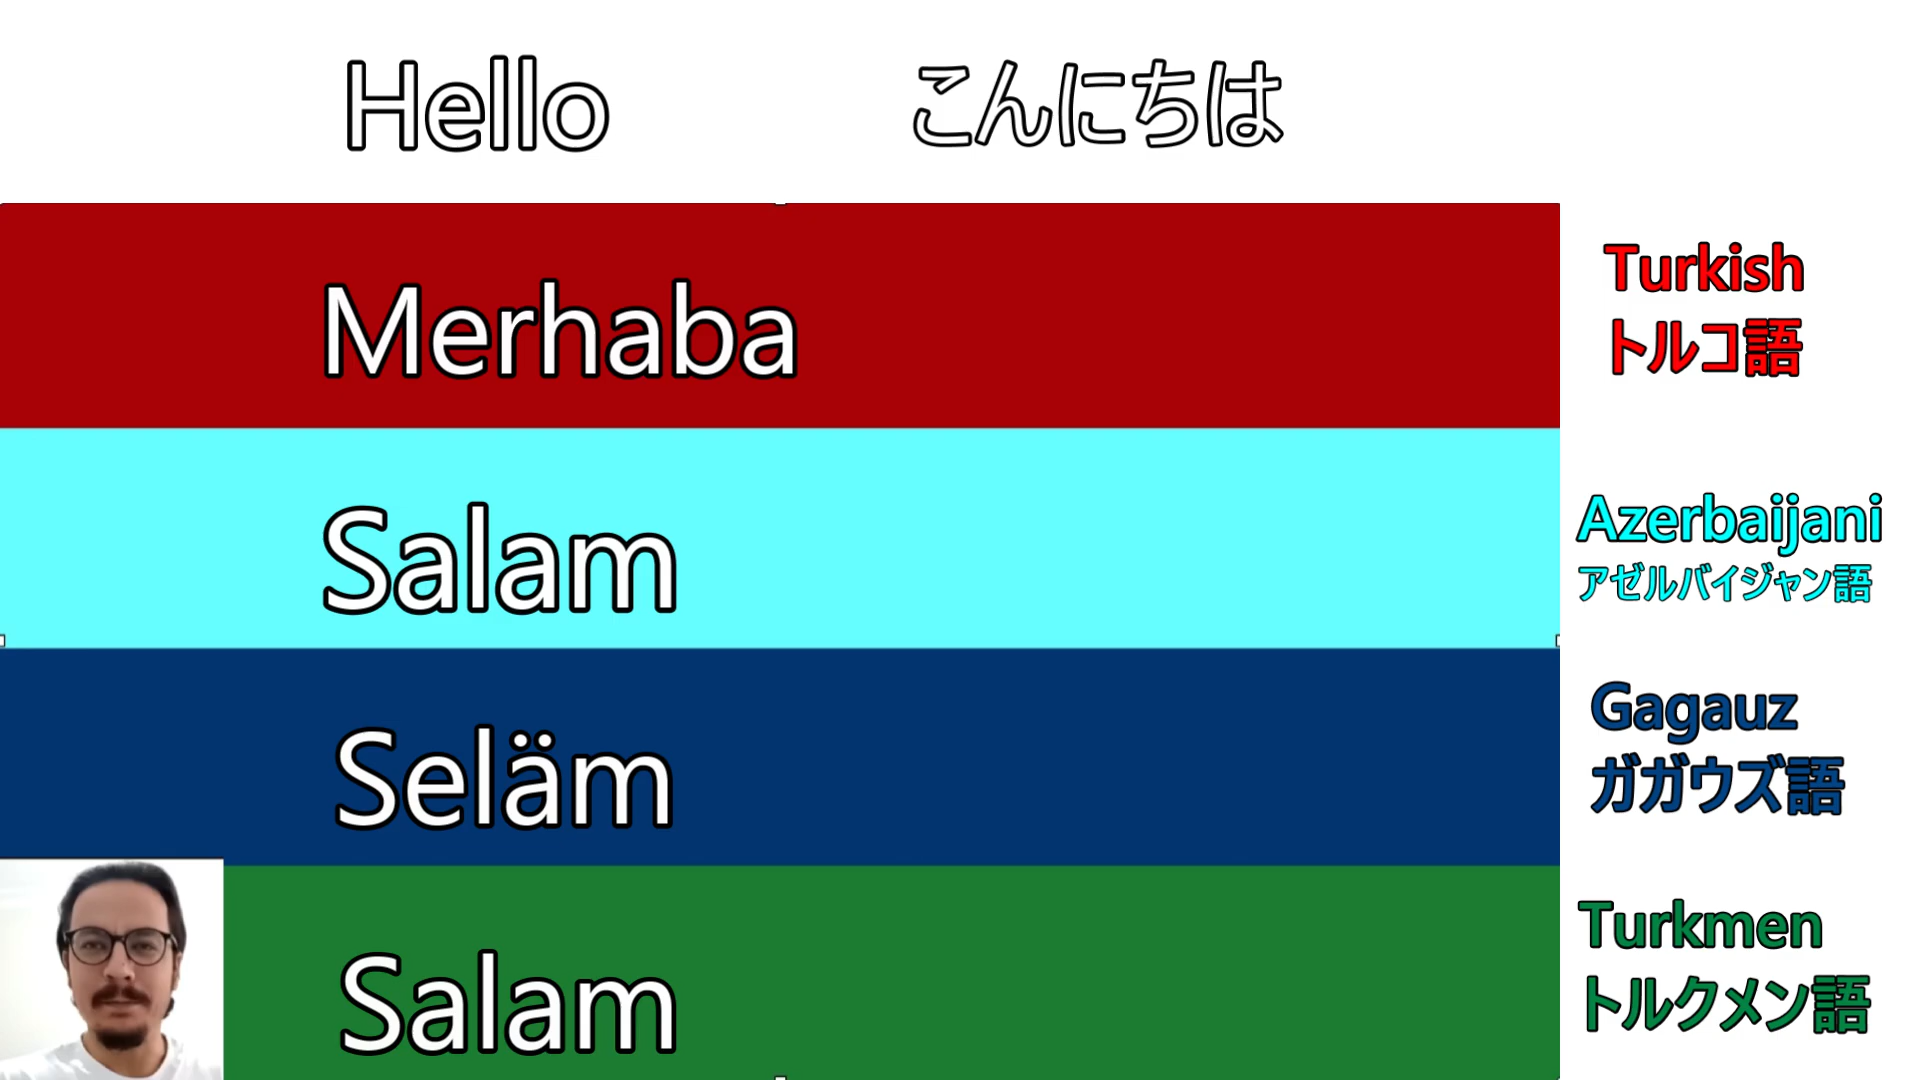 Hello こんにちは
Merhaba
Turkish
トルコ語
Salam
Azerbaijani
アゼルバイジャン語
Seläm
Gagauz
ガガウズ語
Salam
Turkmen
トルクメン語